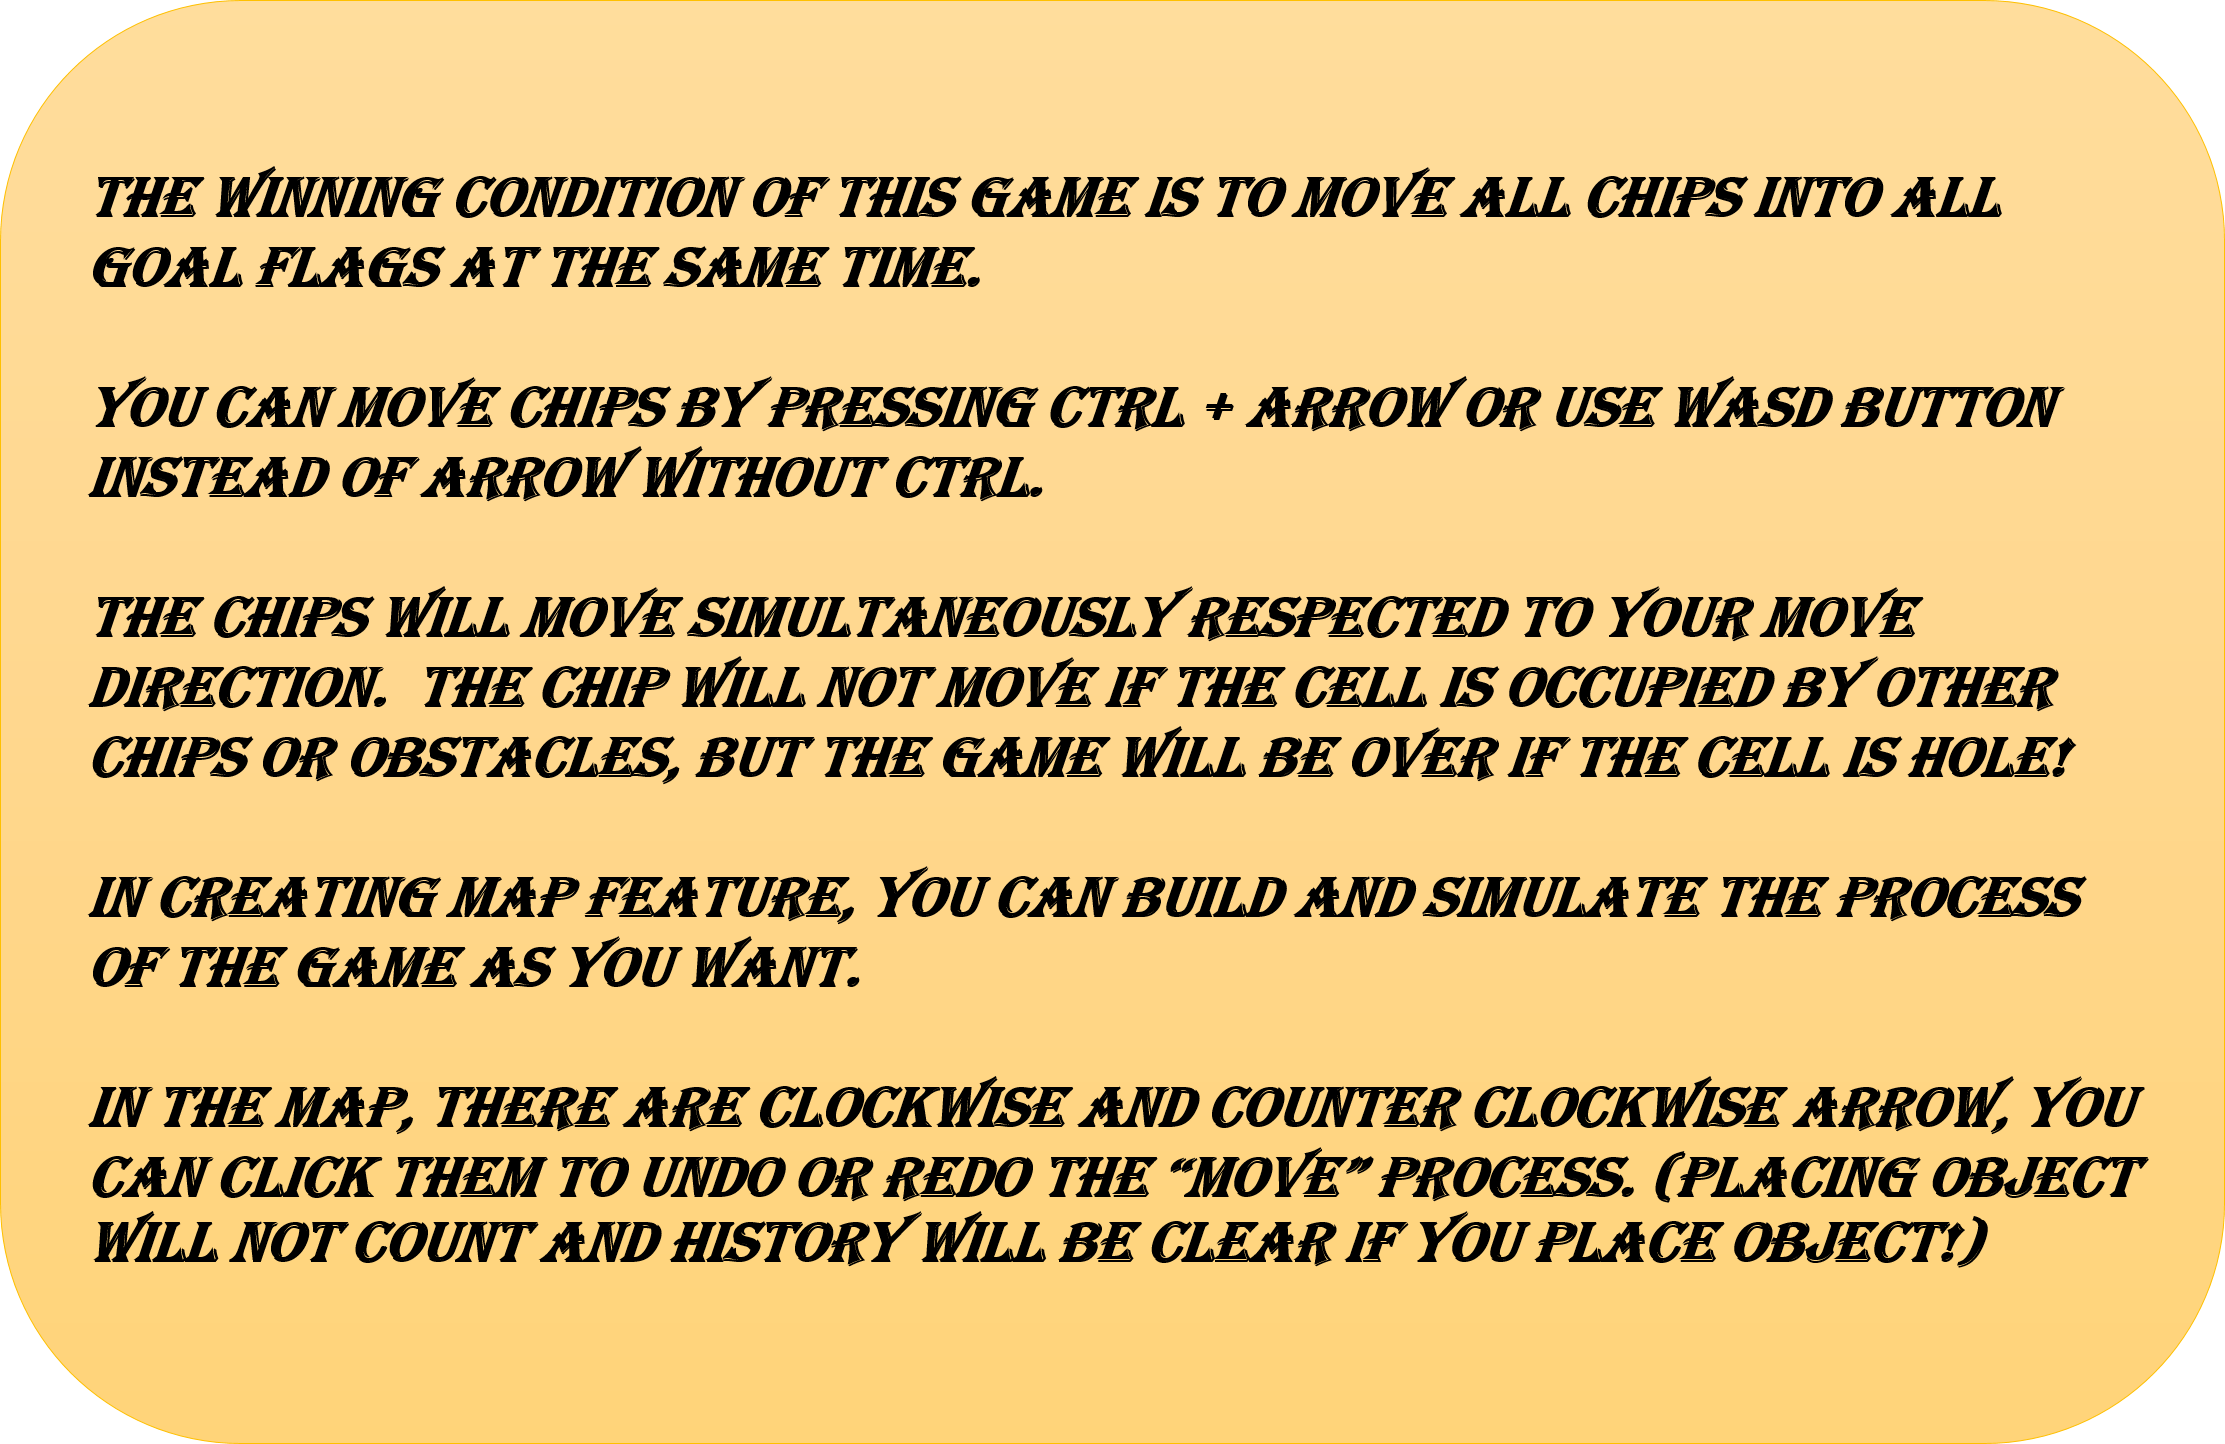 THE WINNING CONDITION OF THIS GAME IS TO MOVE ALL CHIPS INTO ALL
GOAL FLAGS AT THE SAME TIME.
YOU CAN MOVE CHIPS BY PRESSING CTRL + ARROW OR USE WASD BUTTON
INSTEAD OF ARROW WITHOUT CTRL.
THE CHIPS WILL MOVE SIMULTANEOUSLY RESPECTED TO YOUR MOVE
DIRECTION.  THE CHIP WILL NOT MOVE IF THE CELL IS OCCUPIED BY OTHER
CHIPS OR OBSTACLES, BUT THE GAME WILL BE OVER IF THE CELL IS HOLE!
IN CREATING MAP FEATURE, YOU CAN BUILD AND SIMULATE THE PROCESS
OF THE GAME AS YOU WANT.
IN THE MAP, THERE ARE CLOCKWISE AND COUNTER CLOCKWISE ARROW, YOU
CAN CLICK THEM TO UNDO OR REDO THE “MOVE” PROCESS. (PLACING OBJECT
WILL NOT COUNT AND HISTORY WILL BE CLEAR IF YOU PLACE OBJECT!)